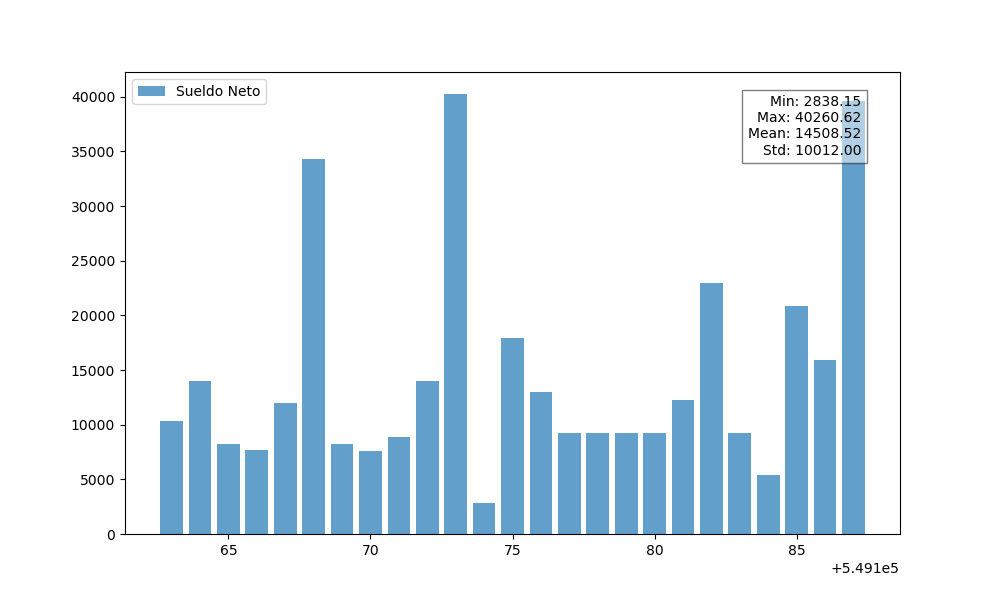 Sueldo Neto
Min: 2838.15
Max: 40260.62
Mean: 14508.52
Std: 10012.00
40000
35000
30000
25000
20000
15000
10000
5000
0
65 70 75 80 85
+5.491e5